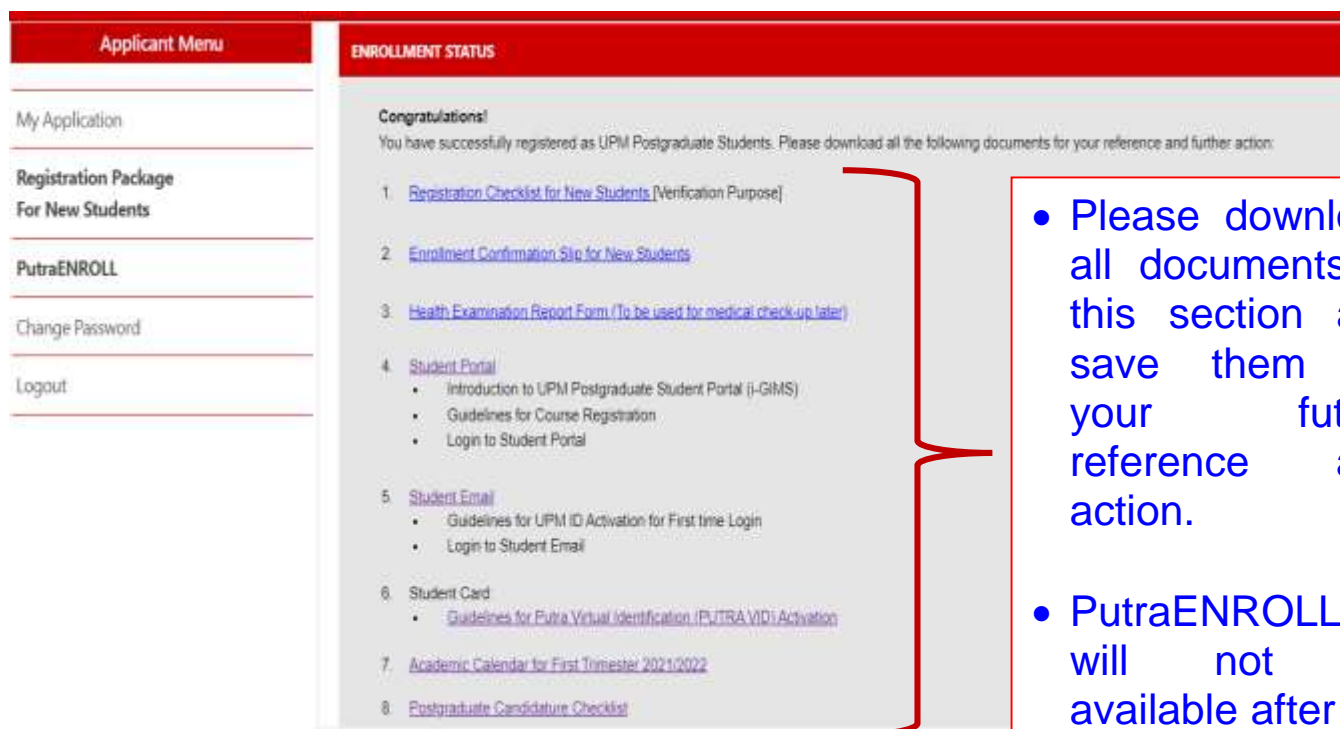 Applicant Menu
My Application
Registration Package
For New Students
PutraENROLL
Change Password
Logout
ENROLLMENT STATUS
Congratulations!
You have successfully registered as UPM Postgraduate Students. Please download all the following documents for your reference and further action:
1. Registration Checklist for New Students [Verification Purpose]
2. Enrollment Confirmation Slip for New Students
3. Health Examination Report Form (To be used for medical check-up later)
4. Student Portal
• Introduction to UPM Postgraduate Student Portal (i-GIMS)
• Guidelines for Course Registration
• Login to Student Portal
5. Student Email
• Guidelines for UPM ID Activation for First time Login
• Login to Student Email
6. Student Card
• Guidelines for Putra Virtual Identification (PUTRA VID) Activation
7. Academic Calendar for First Trimester 2021/2022
8. Postgraduate Candidature Checklist
• Please
all documents
this section
save them
your
reference
action.
• PutraENROLL
will not
available after